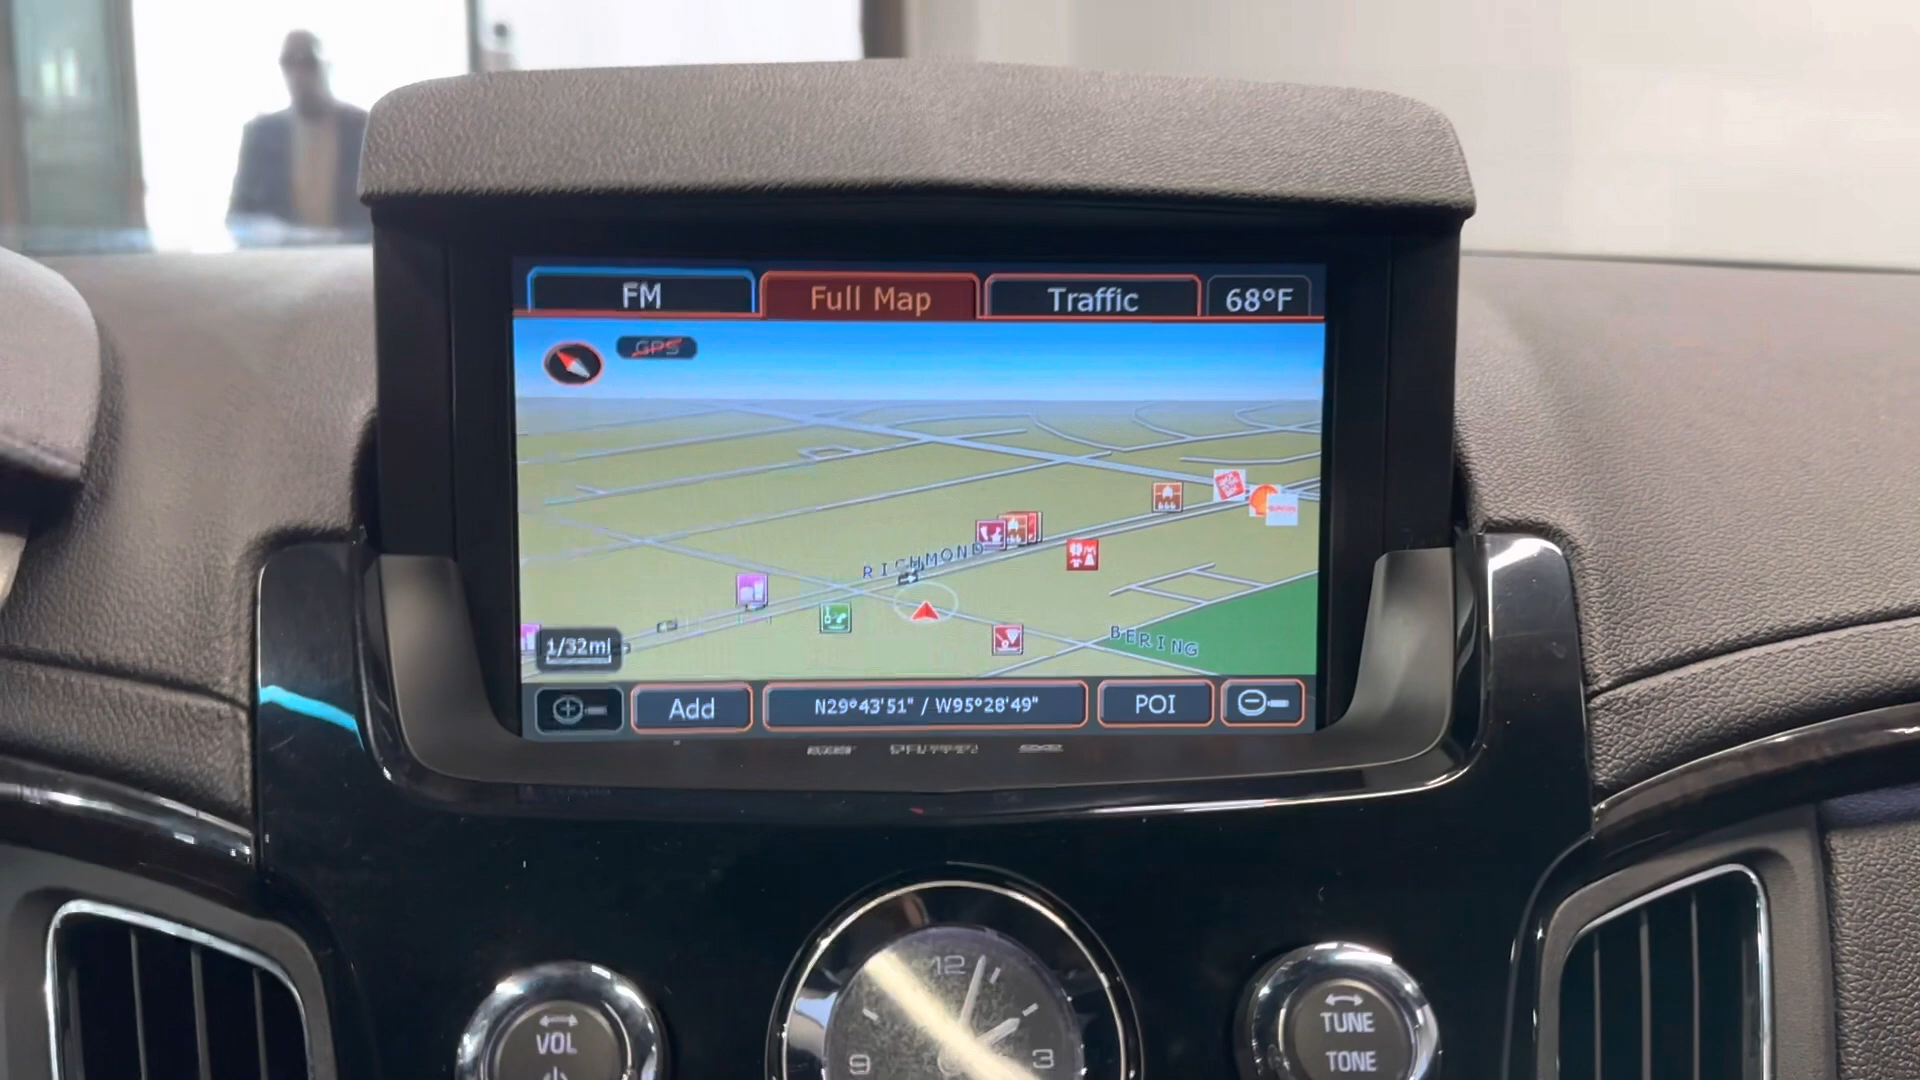 FM
Full Map
Traffic
68°F
GPS
RICHMOND
BERING
1/32mi
Add
N29°43'51" / W95°28'49"
POI
12
9
3
VOL
TUNE
TONE